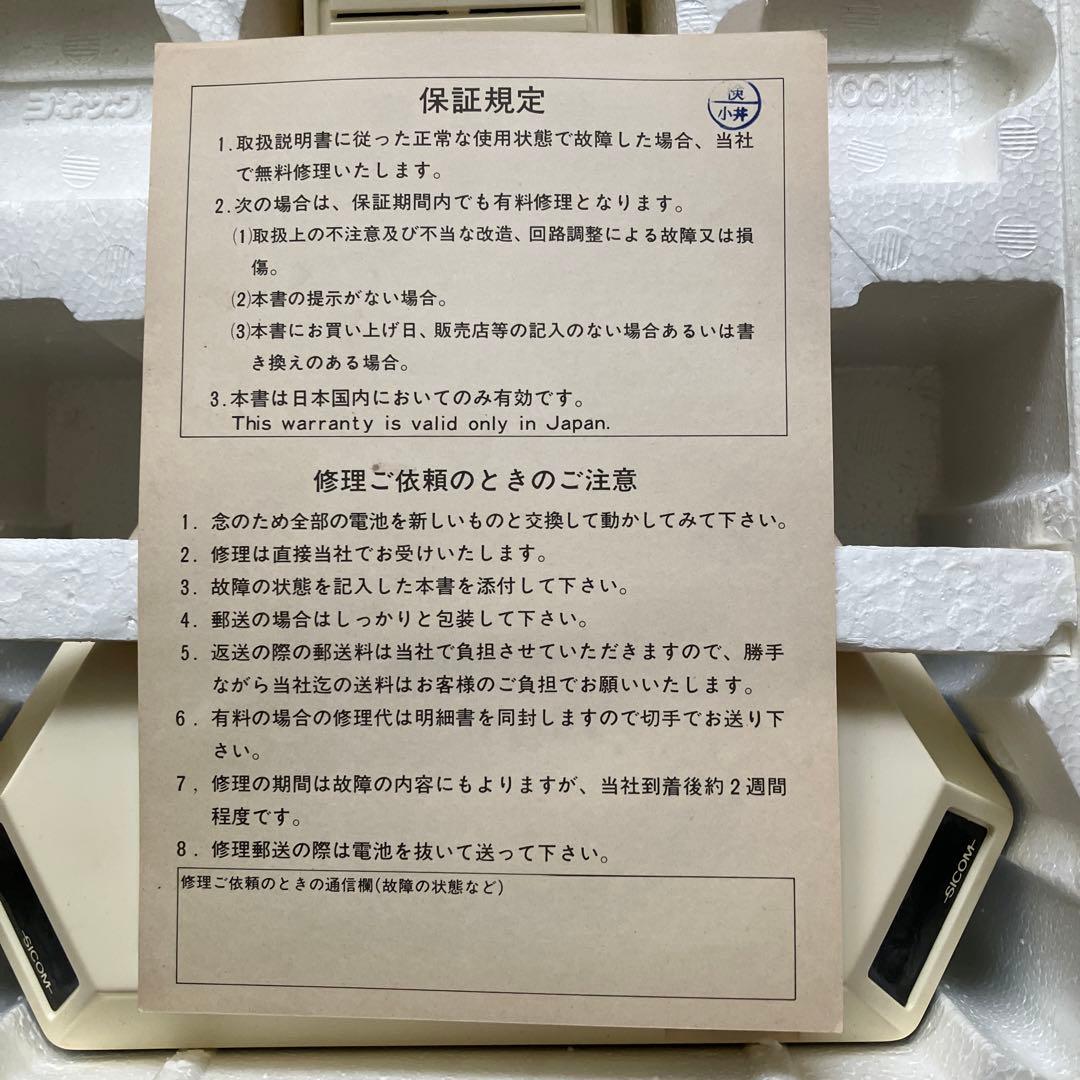 保証規定
検
小井
1.取扱説明書に従った正常な使用状態で故障した場合、当社
で無料修理いたします。
2.次の場合は、保証期間内でも有料修理となります。
(1)取扱上の不注意及び不当な改造、回路調整による故障又は損
傷。
(2)本書の提示がない場合。
(3)本書にお買い上げ日、販売店等の記入のない場合あるいは書
き換えのある場合。
3.本書は日本国内においてのみ有効です。
This warranty is valid only in Japan.
修理ご依頼のときのご注意
1. 念のため全部の電池を新しいものと交換して動かしてみて下さい。
2. 修理は直接当社でお受けいたします。
3. 故障の状態を記入した本書を添付して下さい。
4. 郵送の場合はしっかりと包装して下さい。
5. 返送の際の郵送料は当社で負担させていただきますので、勝手
ながら当社迄の送料はお客様のご負担でお願いいたします。
6. 有料の場合の修理代は明細書を同封しますので切手でお送り下
さい。
7, 修理の期間は故障の内容にもよりますが、当社到着後約2週間
程度です。
8. 修理郵送の際は電池を抜いて送って下さい。
修理ご依頼のときの通信欄(故障の状態など)
SICOM
SICOM